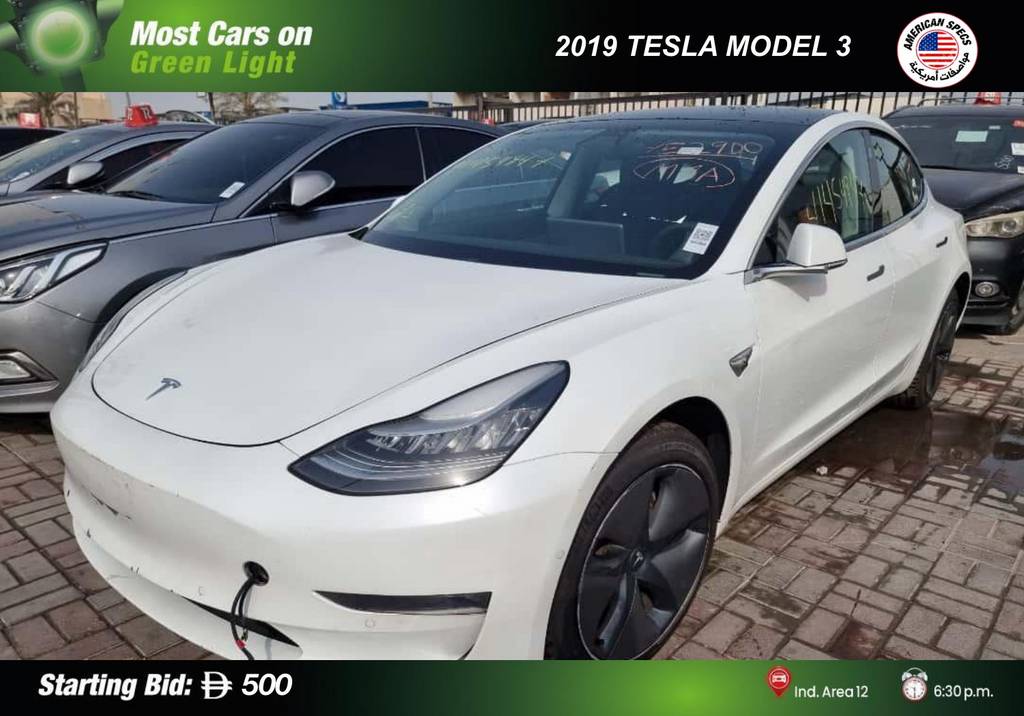 Most Cars on
Green Light
2019 TESLA MODEL 3
AMERICAN SPECS
مواصفات أمريكية
72
Starting Bid: 500
Ind. Area 12
6:30 p.m.